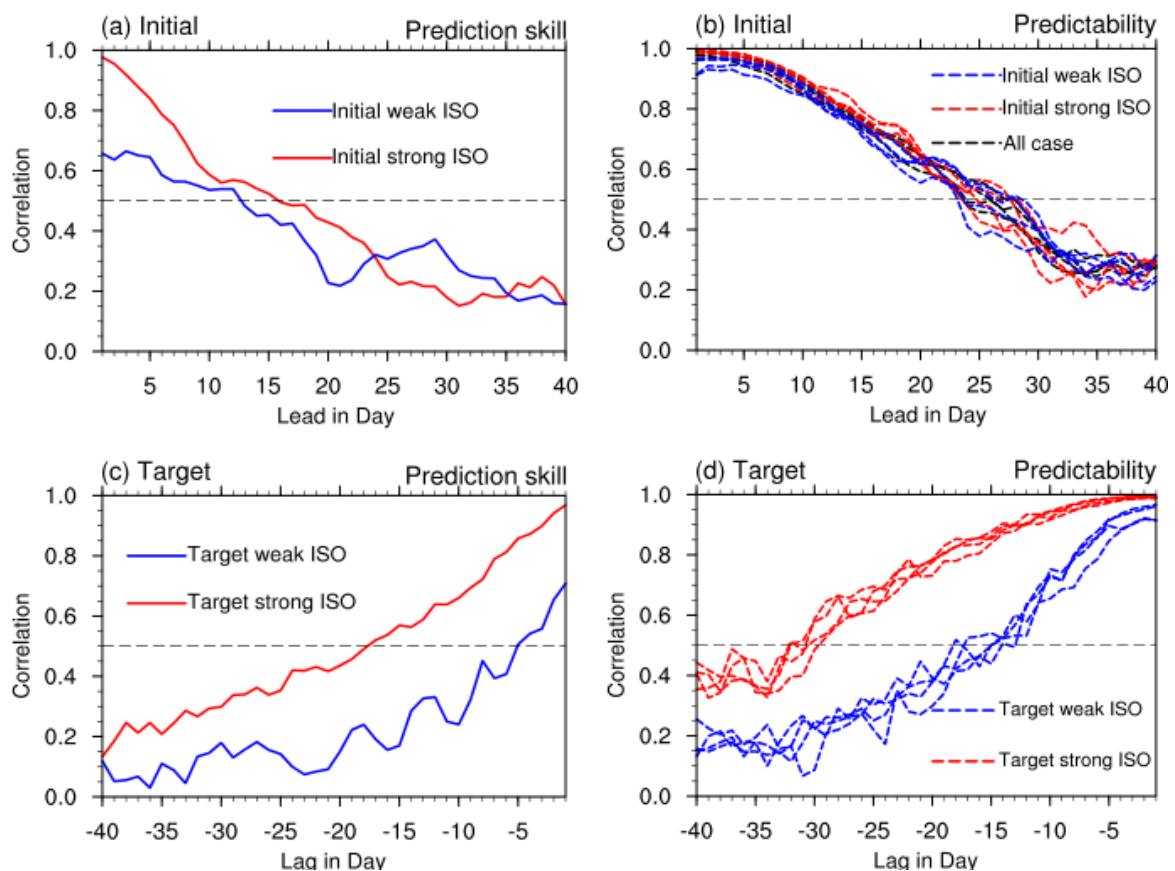 (a) Initial Prediction skill
1.0
0.8
0.6
0.4
0.2
0.0
Correlation
Initial weak ISO
Initial strong ISO
5 10 15 20 25 30 35 40
Lead in Day
(b) Initial Predictability
1.0
0.8
0.6
0.4
0.2
0.0
Correlation
Initial weak ISO
Initial strong ISO
All case
5 10 15 20 25 30 35 40
Lead in Day
(c) Target Prediction skill
1.0
0.8
0.6
0.4
0.2
0.0
Correlation
Target weak ISO
Target strong ISO
-40 -35 -30 -25 -20 -15 -10 -5
Lag in Day
(d) Target Predictability
1.0
0.8
0.6
0.4
0.2
0.0
Correlation
Target weak ISO
Target strong ISO
-40 -35 -30 -25 -20 -15 -10 -5
Lag in Day